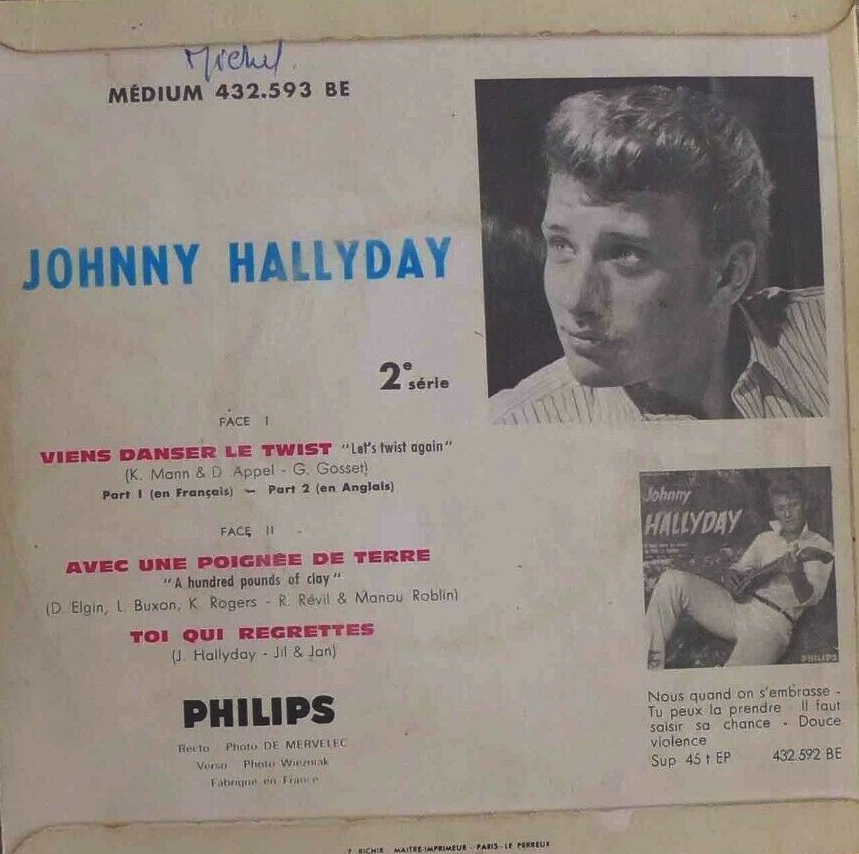 Michel
MÉDIUM 432.593 BE
JOHNNY HALLYDAY
2e série
FACE I
VIENS DANSER LE TWIST "Let's twist again"
(K. Mann & D Appel - G. Gosset)
Part 1 (en Français) - Part 2 (en Anglais)
FACE II
AVEC UNE POIGNÉE DE TERRE
"A hundred pounds of clay"
(D. Elgin, L. Buxon, K. Rogers - R. Révil & Manou Roblin)
TOI QUI REGRETTES
(J. Hallyday - Jil & Jan)
PHILIPS
Recto Photo DE MERVELEC
Verso Photo Wiezniak
Fabriqué en France
Johnny
HALLYDAY
PHILIPS
Nous quand on s'embrasse -
Tu peux la prendre Il faut
saisir sa chance - Douce
violence
Sup 45 t EP 432.592 BE
RICHIR MAITRE-IMPRIMEUR - PARIS-LE PERREUX